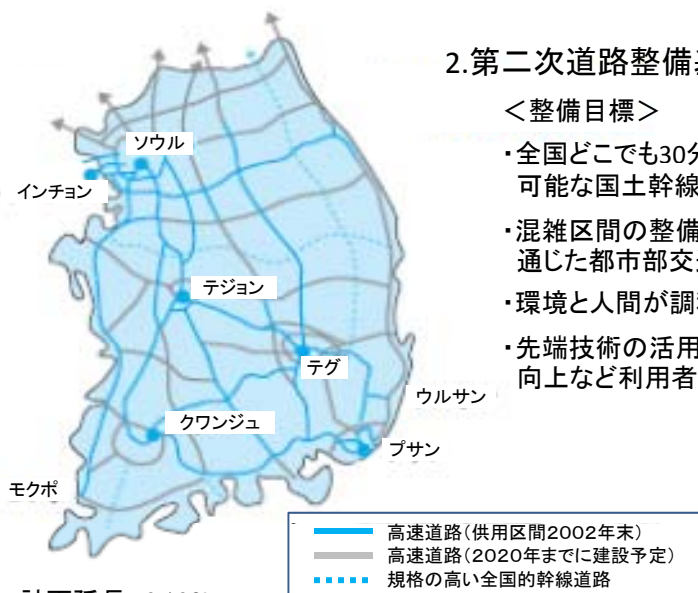 2.第二次道路整備
＜整備目標＞
・全国どこでも30分
可能な国土幹線
・混雑区間の整備
通じた都市部交
・環境と人間が調
・先端技術の活用
向上など利用者
ソウル
インチョン
テジョン
テグ
ウルサン
クワンジュ
プサン
モクポ
高速道路（供用区間2002年末）
高速道路（2020年までに建設予定）
規格の高い全国的幹線道路